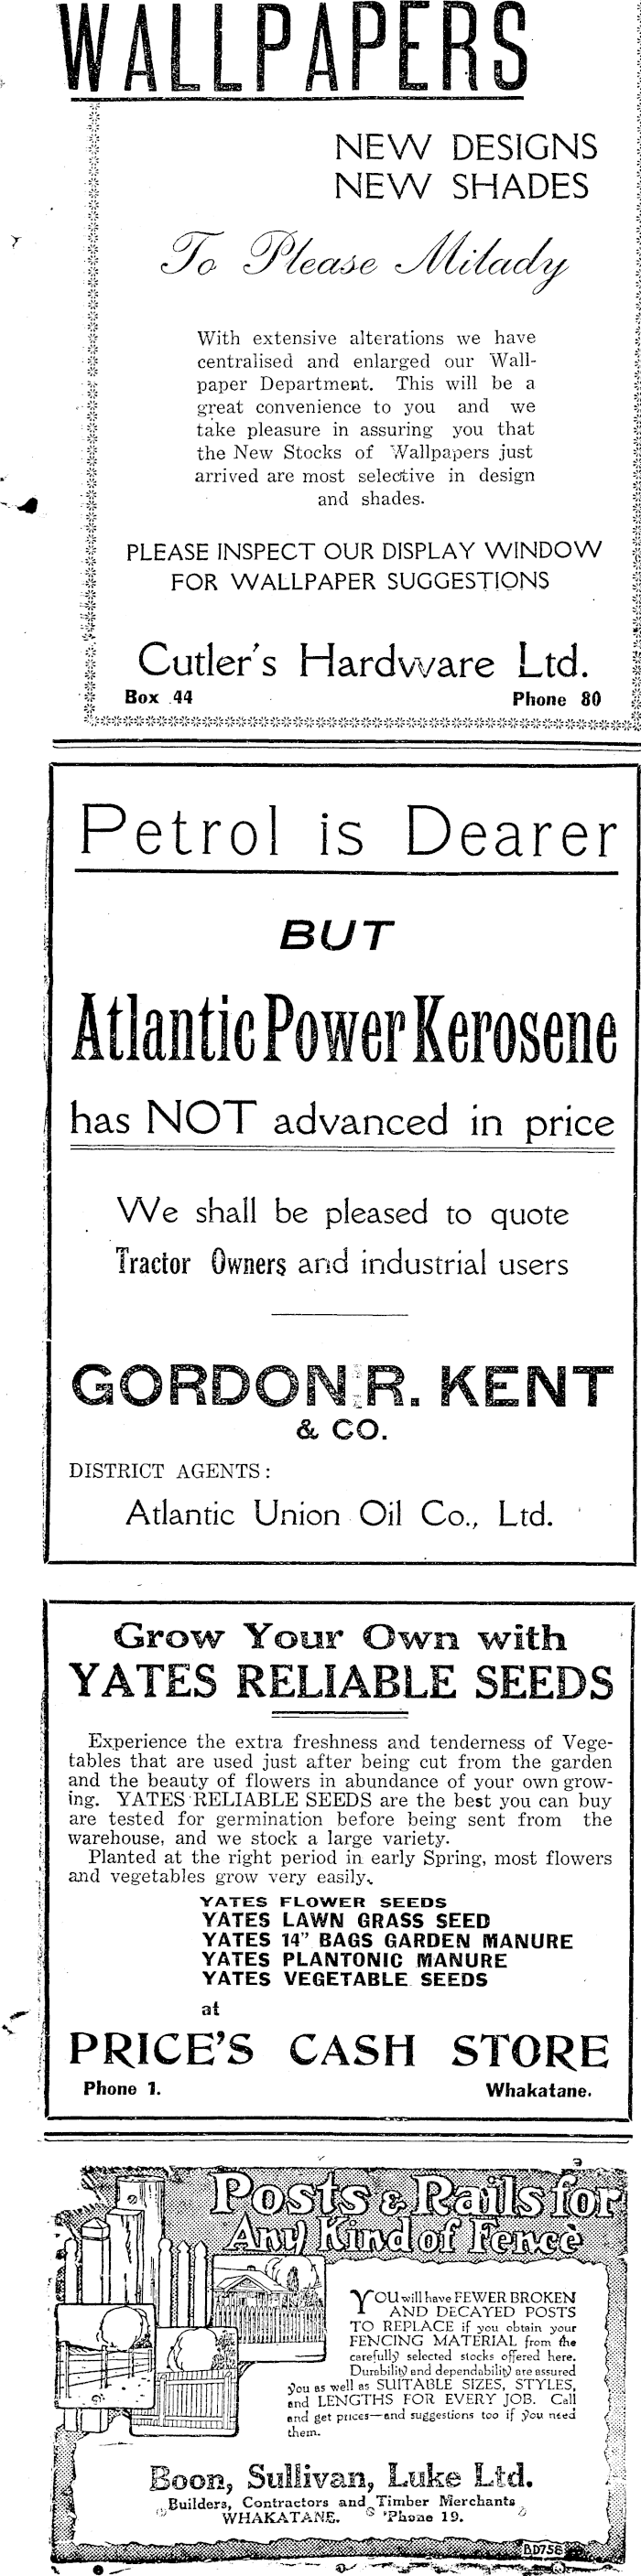 WALLPAPERS
NEW DESIGNS
NEW SHADES
To Please Milady
With extensive alterations we have
centralised and enlarged our Wall-
paper Department. This will be a
great convenience to you and we
take pleasure in assuring you that
the New Stocks of Wallpapers just
arrived are most selective in design
and shades.
PLEASE INSPECT OUR DISPLAY WINDOW
FOR WALLPAPER SUGGESTIONS
Cutler's Hardware Ltd.
Box 44 Phone 80
Petrol is Dearer
BUT
Atlantic Power Kerosene
has NOT advanced in price
We shall be pleased to quote
Tractor Owners and industrial users
GORDON R. KENT
& CO.
DISTRICT AGENTS:
Atlantic Union Oil Co., Ltd.
Grow Your Own with
YATES RELIABLE SEEDS
Experience the extra freshness and tenderness of Vege-
tables that are used just after being cut from the garden
and the beauty of flowers in abundance of your own grow-
ing. YATES RELIABLE SEEDS are the best you can buy
are tested for germination before being sent from the
warehouse, and we stock a large variety.
Planted at the right period in early Spring, most flowers
and vegetables grow very easily.
YATES FLOWER SEEDS
YATES LAWN GRASS SEED
YATES 14" BAGS GARDEN MANURE
YATES PLANTONIC MANURE
YATES VEGETABLE SEEDS
at
PRICE'S CASH STORE
Phone 1. Whakatane.
Posts & Rails for
Any Kind of Fence
YOU will have FEWER BROKEN
AND DECAYED POSTS
TO REPLACE if you obtain your
FENCING MATERIAL from the
carefully selected stocks offered here.
Durability and dependability are assured
you as well as SUITABLE SIZES, STYLES,
and LENGTHS FOR EVERY JOB. Call
and get prices—and suggestions too if you need
them.
Boon, Sullivan, Luke Ltd.
Builders, Contractors and Timber Merchants
WHAKATANE. 'Phone 19.
BD758